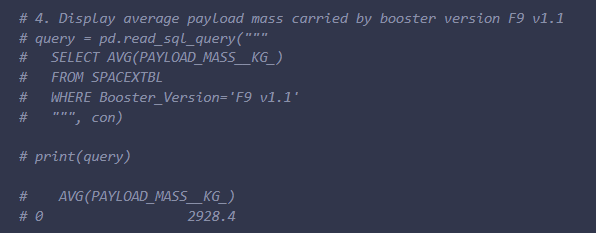 # 4. Display average payload mass carried by booster version F9 v1.1
# query = pd.read_sql_query("""
#   SELECT AVG(PAYLOAD_MASS__KG_)
#   FROM SPACEXTBL
#   WHERE Booster_Version='F9 v1.1'
#   """, con)
# print(query)
#    AVG(PAYLOAD_MASS__KG_)
# 0                  2928.4